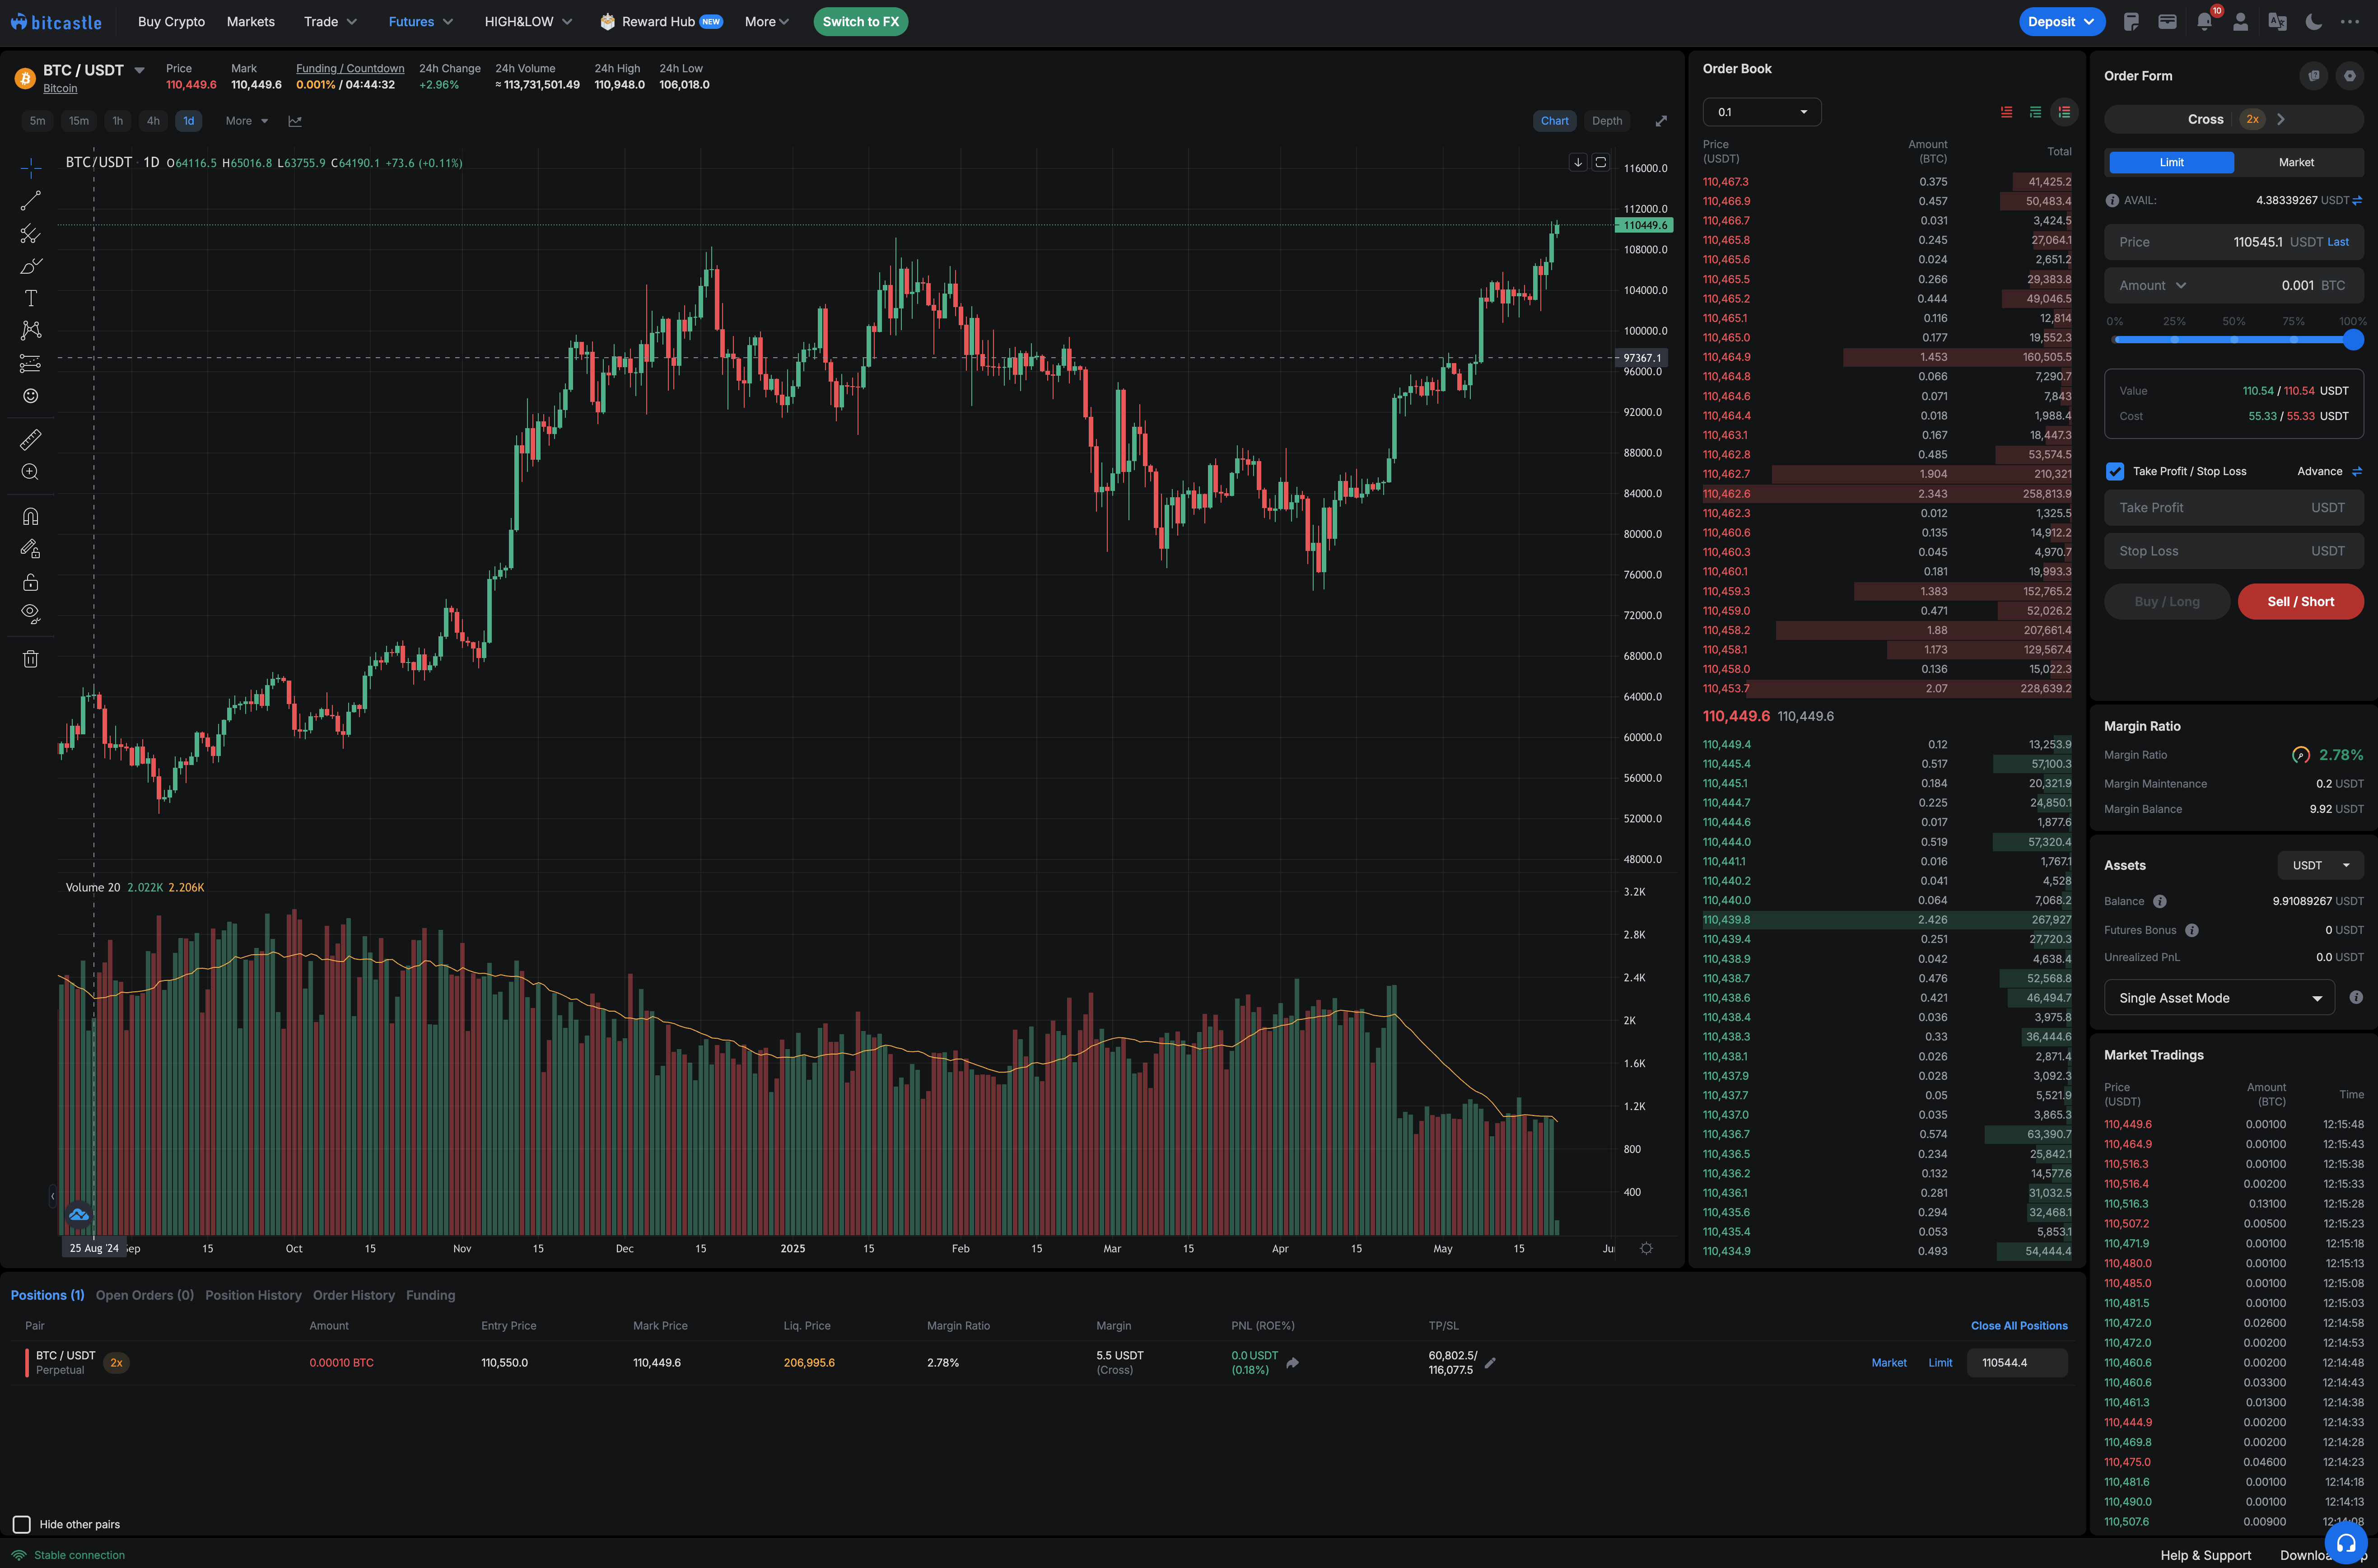 bitcastle
Buy Crypto Markets Trade Futures HIGH&LOW Reward Hub NEW More Switch to FX Deposit 10
BTC / USDT
Bitcoin
Price Mark Funding / Countdown 24h Change 24h Volume 24h High 24h Low
110,449.6 110,449.6 0.001% / 04:44:32 +2.96% ≈ 113,731,501.49 110,948.0 106,018.0
5m 15m 1h 4h 1d More Chart Depth
BTC/USDT 1D O64116.5 H65016.8 L63755.9 C64190.1 +73.6 (+0.11%)
116000.0
112000.0
110449.6
108000.0
104000.0
100000.0
97367.1
96000.0
92000.0
88000.0
84000.0
80000.0
76000.0
72000.0
68000.0
64000.0
60000.0
56000.0
52000.0
48000.0
Volume 20 2.022K 2.206K
3.2K
2.8K
2.4K
2K
1.6K
1.2K
800
400
25 Aug '24 Sep 15 Oct 15 Nov 15 Dec 15 2025 15 Feb 15 Mar 15 Apr 15 May 15
Order Book
0.1
Price (USDT) Amount (BTC) Total
110,467.3 0.375 41,425.2
110,466.9 0.457 50,483.4
110,466.7 0.031 3,424.5
110,465.8 0.245 27,064.1
110,465.6 0.024 2,651.2
110,465.5 0.266 29,383.8
110,465.2 0.444 49,046.5
110,465.1 0.116 12,814
110,465.0 0.177 19,552.3
110,464.9 1.453 160,505.5
110,464.8 0.066 7,290.7
110,464.6 0.071 7,843
110,464.4 0.018 1,988.4
110,463.1 0.167 18,447.3
110,462.8 0.485 53,574.5
110,462.7 1.904 210,321
110,462.6 2.343 258,813.9
110,462.3 0.012 1,325.5
110,460.6 0.135 14,912.2
110,460.3 0.045 4,970.7
110,460.1 0.181 19,993.3
110,459.3 1.383 152,765.2
110,459.0 0.471 52,026.2
110,458.2 1.88 207,661.4
110,458.1 1.173 129,567.4
110,458.0 0.136 15,022.3
110,453.7 2.07 228,639.2
110,449.6 110,449.6
110,449.4 0.12 13,253.9
110,445.4 0.517 57,100.3
110,445.1 0.184 20,321.9
110,444.7 0.225 24,850.1
110,444.6 0.017 1,877.6
110,444.0 0.519 57,320.4
110,441.1 0.016 1,767.1
110,440.2 0.041 4,528
110,440.0 0.064 7,068.2
110,439.8 2.426 267,927
110,439.4 0.251 27,720.3
110,438.9 0.042 4,638.4
110,438.7 0.476 52,568.8
110,438.6 0.421 46,494.7
110,438.4 0.036 3,975.8
110,438.3 0.33 36,444.6
110,438.1 0.026 2,871.4
110,437.9 0.028 3,092.3
110,437.7 0.05 5,521.9
110,437.0 0.035 3,865.3
110,436.7 0.574 63,390.7
110,436.5 0.234 25,842.1
110,436.2 0.132 14,577.6
110,436.1 0.281 31,032.5
110,435.6 0.294 32,468.1
110,435.4 0.053 5,853.1
110,434.9 0.493 54,444.4
Order Form
Cross 2x
Limit Market
AVAIL: 4.38339267 USDT
Price 110545.1 USDT Last
Amount 0.001 BTC
0% 25% 50% 75% 100%
Value 110.54 / 110.54 USDT
Cost 55.33 / 55.33 USDT
Take Profit / Stop Loss Advance
Take Profit USDT
Stop Loss USDT
Buy / Long Sell / Short
Margin Ratio
Margin Ratio 2.78%
Margin Maintenance 0.2 USDT
Margin Balance 9.92 USDT
Assets USDT
Balance 9.91089267 USDT
Futures Bonus 0 USDT
Unrealized PnL 0.0 USDT
Single Asset Mode
Market Tradings
Price (USDT) Amount (BTC) Time
110,449.6 0.00100 12:15:48
110,464.9 0.00100 12:15:43
110,516.3 0.00100 12:15:38
110,516.4 0.00200 12:15:33
110,516.3 0.13100 12:15:28
110,507.2 0.00500 12:15:23
110,471.9 0.00100 12:15:18
110,480.0 0.00100 12:15:13
110,485.0 0.00100 12:15:08
110,481.5 0.00100 12:15:03
110,472.0 0.02600 12:14:58
110,472.0 0.00200 12:14:53
110,460.6 0.00200 12:14:48
110,460.6 0.03300 12:14:43
110,461.3 0.01300 12:14:38
110,444.9 0.00200 12:14:33
110,469.8 0.00200 12:14:28
110,475.0 0.04600 12:14:23
110,481.6 0.00100 12:14:18
110,490.0 0.00100 12:14:13
110,507.6 0.00900 12:14:08
Positions (1) Open Orders (0) Position History Order History Funding
Pair Amount Entry Price Mark Price Liq. Price Margin Ratio Margin PNL (ROE%) TP/SL Close All Positions
BTC / USDT Perpetual 2x 0.00010 BTC 110,550.0 110,449.6 206,995.6 2.78% 5.5 USDT (Cross) 0.0 USDT (0.18%) 60,802.5/ 116,077.5 Market Limit 110544.4
Hide other pairs
Stable connection
Help & Support